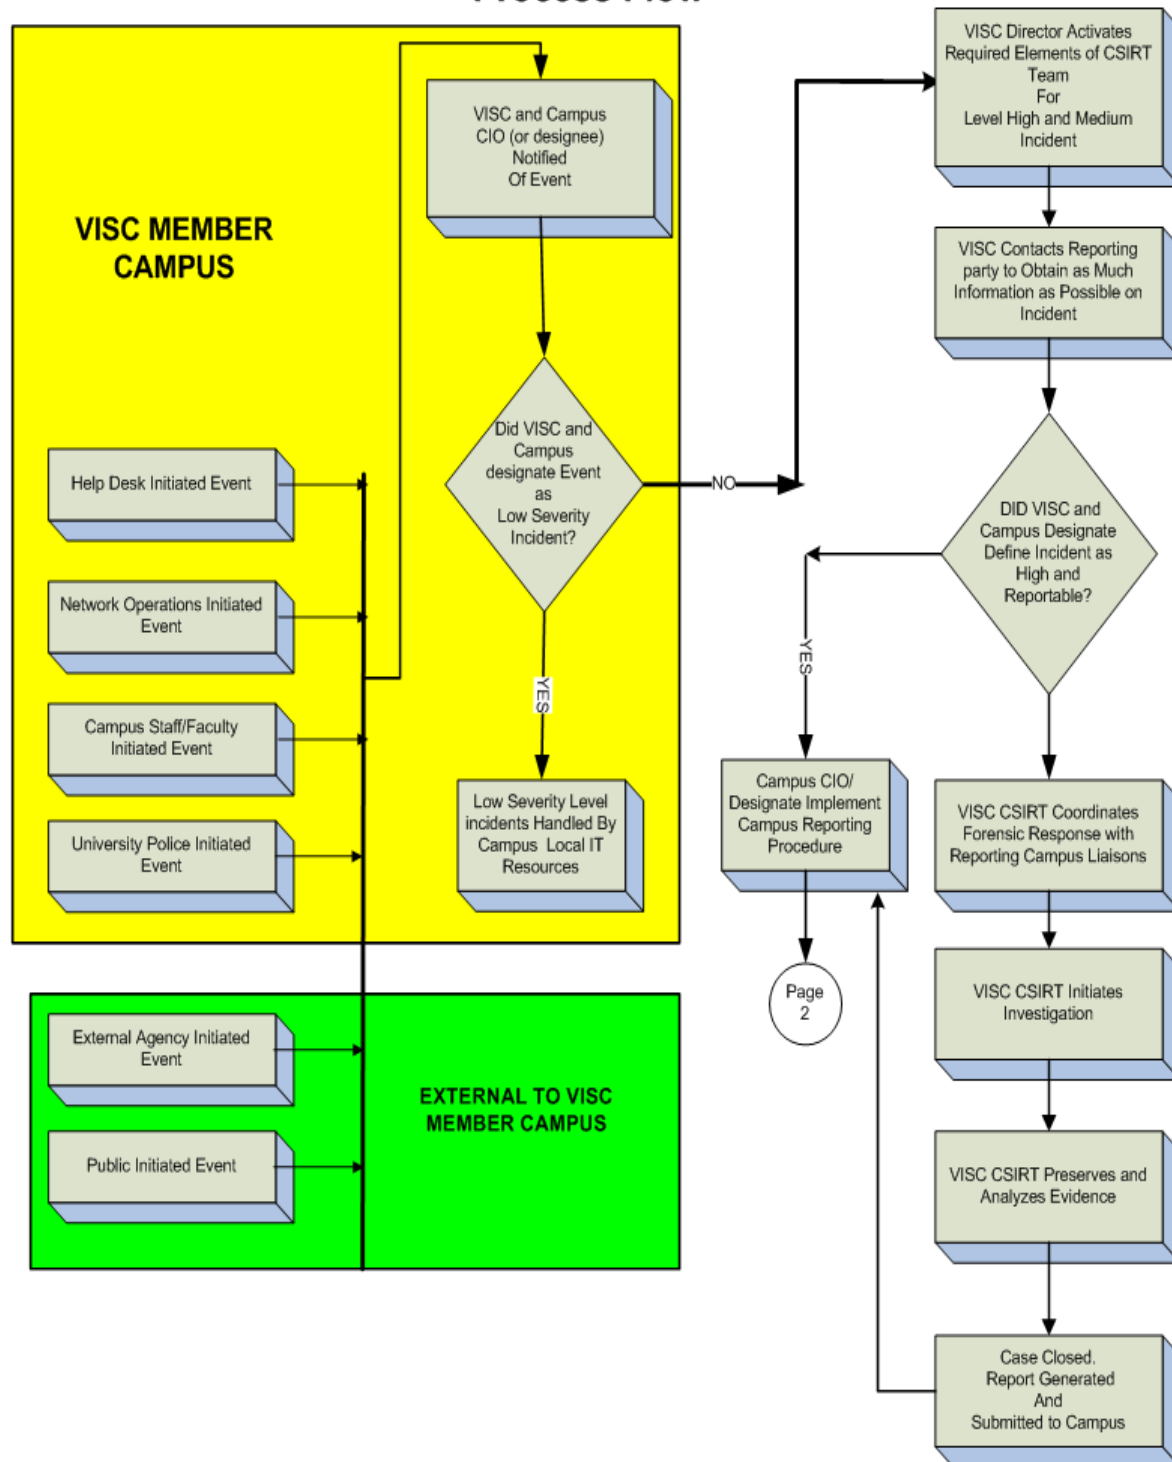 VISC MEMBER
CAMPUS
VISC and Campus
CIO (or designee)
Notified
Of Event
Did VISC and
Campus
designate Event
as
Low Severity
Incident?
NO
YES
Low Severity Level
incidents Handled By
Campus Local IT
Resources
Help Desk Initiated Event
Network Operations Initiated
Event
Campus Staff/Faculty
Initiated Event
University Police Initiated
Event
External Agency Initiated
Event
Public Initiated Event
EXTERNAL TO VISC
MEMBER CAMPUS
VISC Director Activates
Required Elements of CSIRT
Team
For
Level High and Medium
Incident
VISC Contacts Reporting
party to Obtain as Much
Information as Possible on
Incident
DID VISC and
Campus Designate
Define Incident as
High and
Reportable?
YES
Campus CIO/
Designate Implement
Campus Reporting
Procedure
Page
2
VISC CSIRT Coordinates
Forensic Response with
Reporting Campus Liaisons
VISC CSIRT Initiates
Investigation
VISC CSIRT Preserves and
Analyzes Evidence
Case Closed.
Report Generated
And
Submitted to Campus